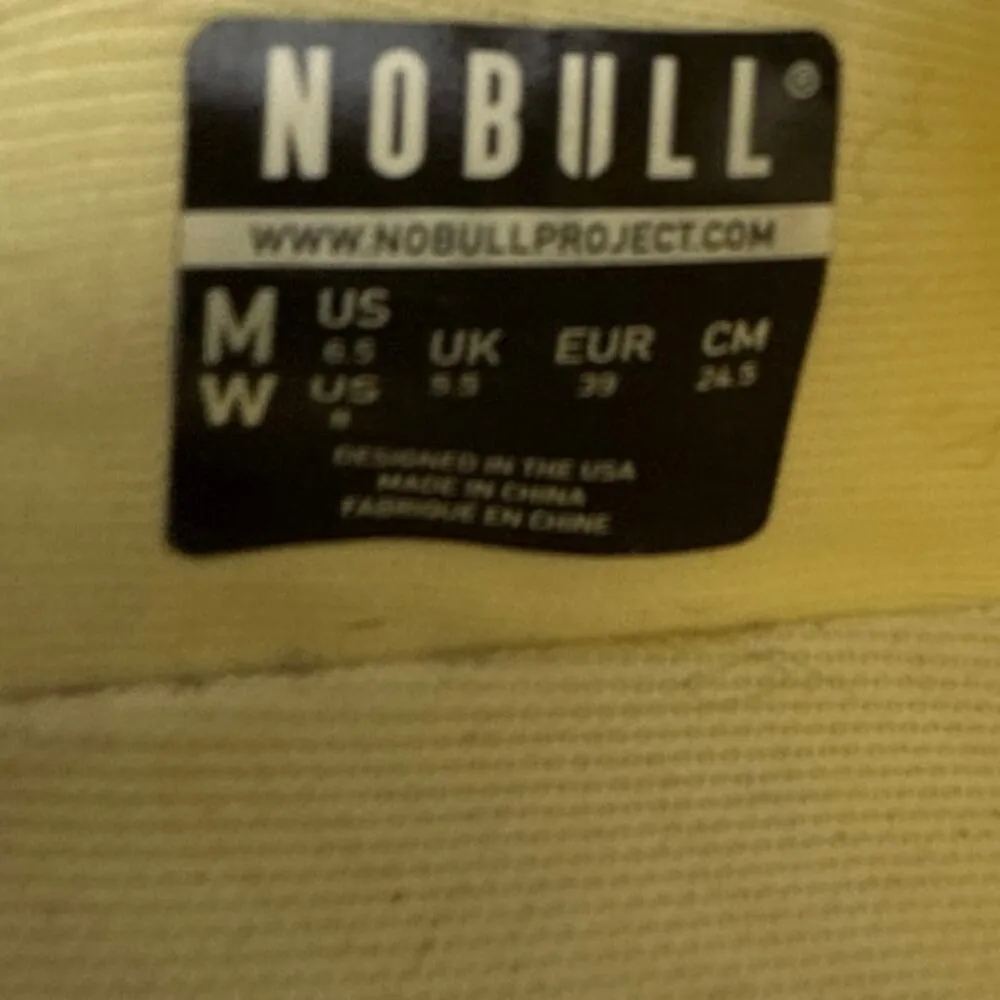 NOBULL®
WWW.NOBULLPROJECT.COM
M US UK EUR CM
6.5 5.5 39 24.5
W US
8
DESIGNED IN THE USA
MADE IN CHINA
FABRIQUÉ EN CHINE